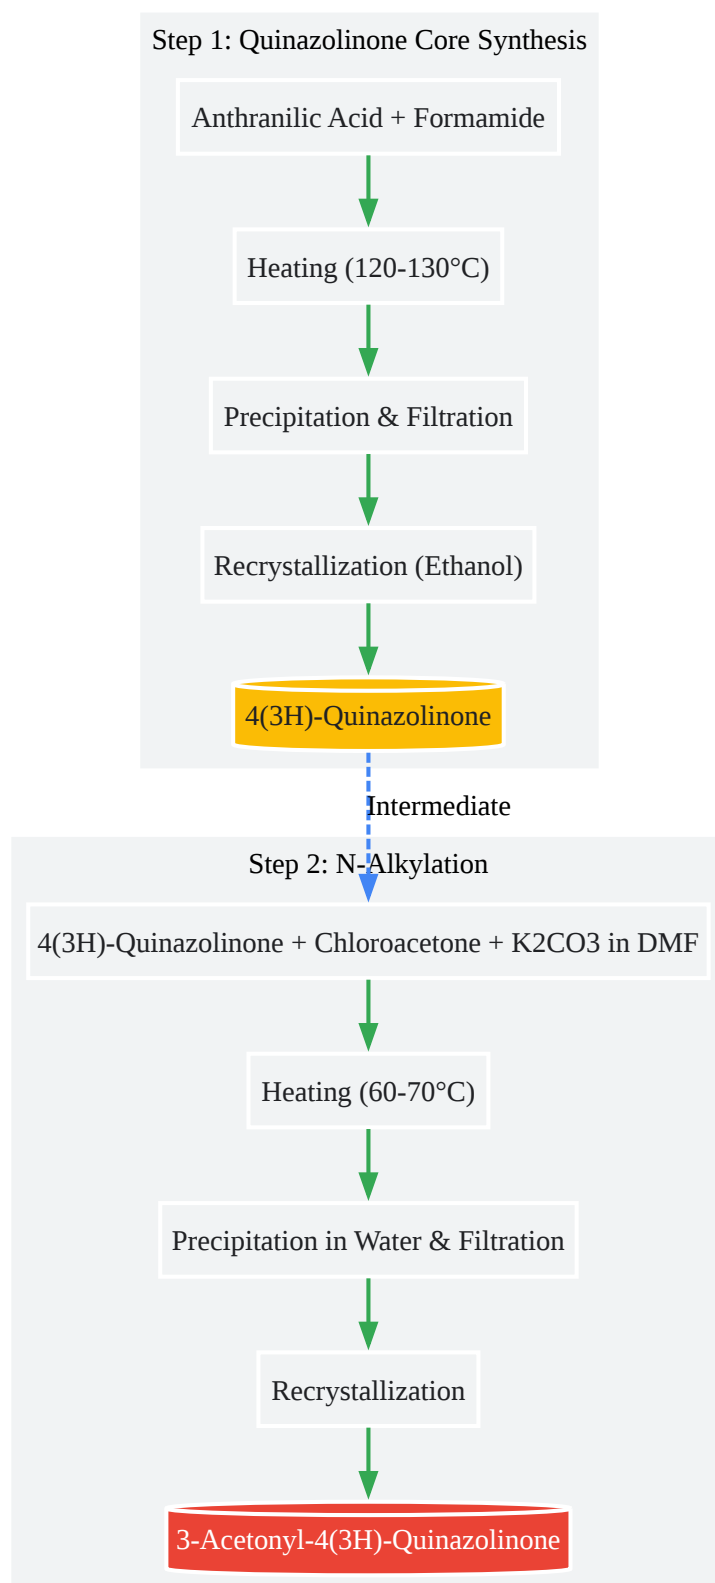 Step 1: Quinazolinone Core Synthesis
Anthranilic Acid + Formamide
Heating (120-130°C)
Precipitation & Filtration
Recrystallization (Ethanol)
4(3H)-Quinazolinone
Intermediate
Step 2: N-Alkylation
4(3H)-Quinazolinone + Chloroacetone + K2CO3 in DMF
Heating (60-70°C)
Precipitation in Water & Filtration
Recrystallization
3-Acetonyl-4(3H)-Quinazolinone